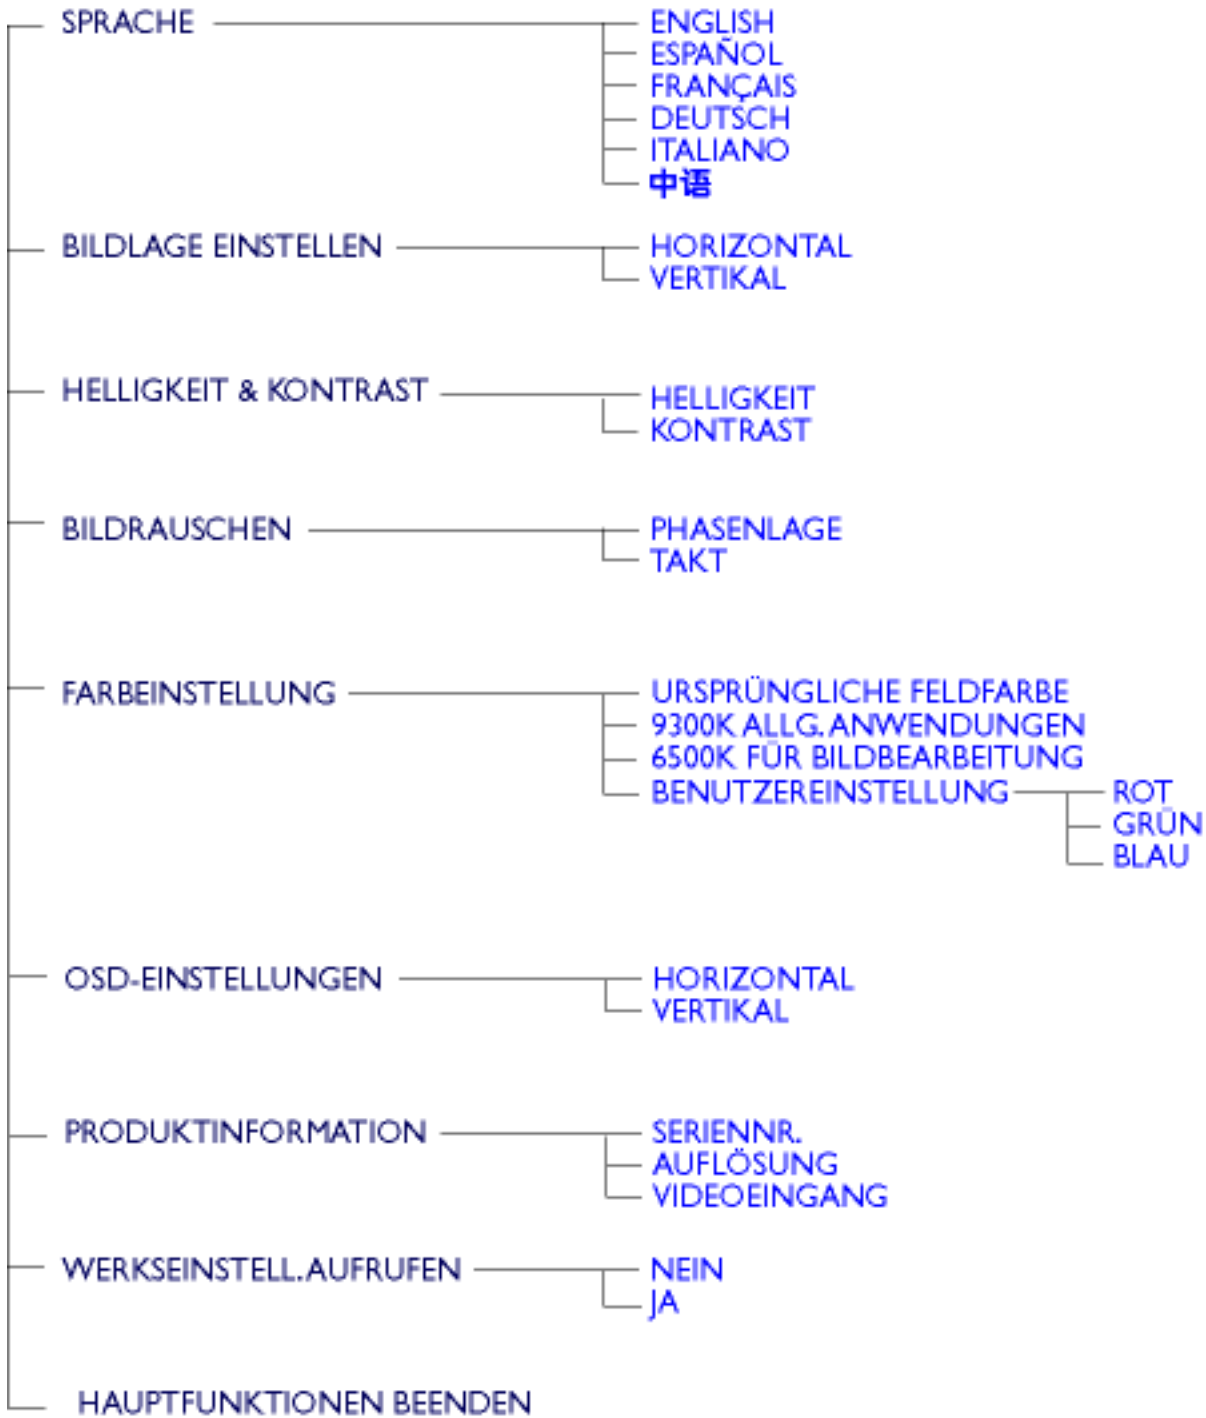 SPRACHE
ENGLISH
ESPAÑOL
FRANÇAIS
DEUTSCH
ITALIANO
中语
BILDLAGE EINSTELLEN
HORIZONTAL
VERTIKAL
HELLIGKEIT & KONTRAST
HELLIGKEIT
KONTRAST
BILDRAUSCHEN
PHASENLAGE
TAKT
FARBEINSTELLUNG
URSPRÜNGLICHE FELDFARBE
9300K ALLG. ANWENDUNGEN
6500K FÜR BILDBEARBEITUNG
BENUTZEREINSTELLUNG
ROT
GRÜN
BLAU
OSD-EINSTELLUNGEN
HORIZONTAL
VERTIKAL
PRODUKTINFORMATION
SERIENNR.
AUFLÖSUNG
VIDEOEINGANG
WERKSEINSTELL. AUFRUFEN
NEIN
JA
HAUPTFUNKTIONEN BEENDEN